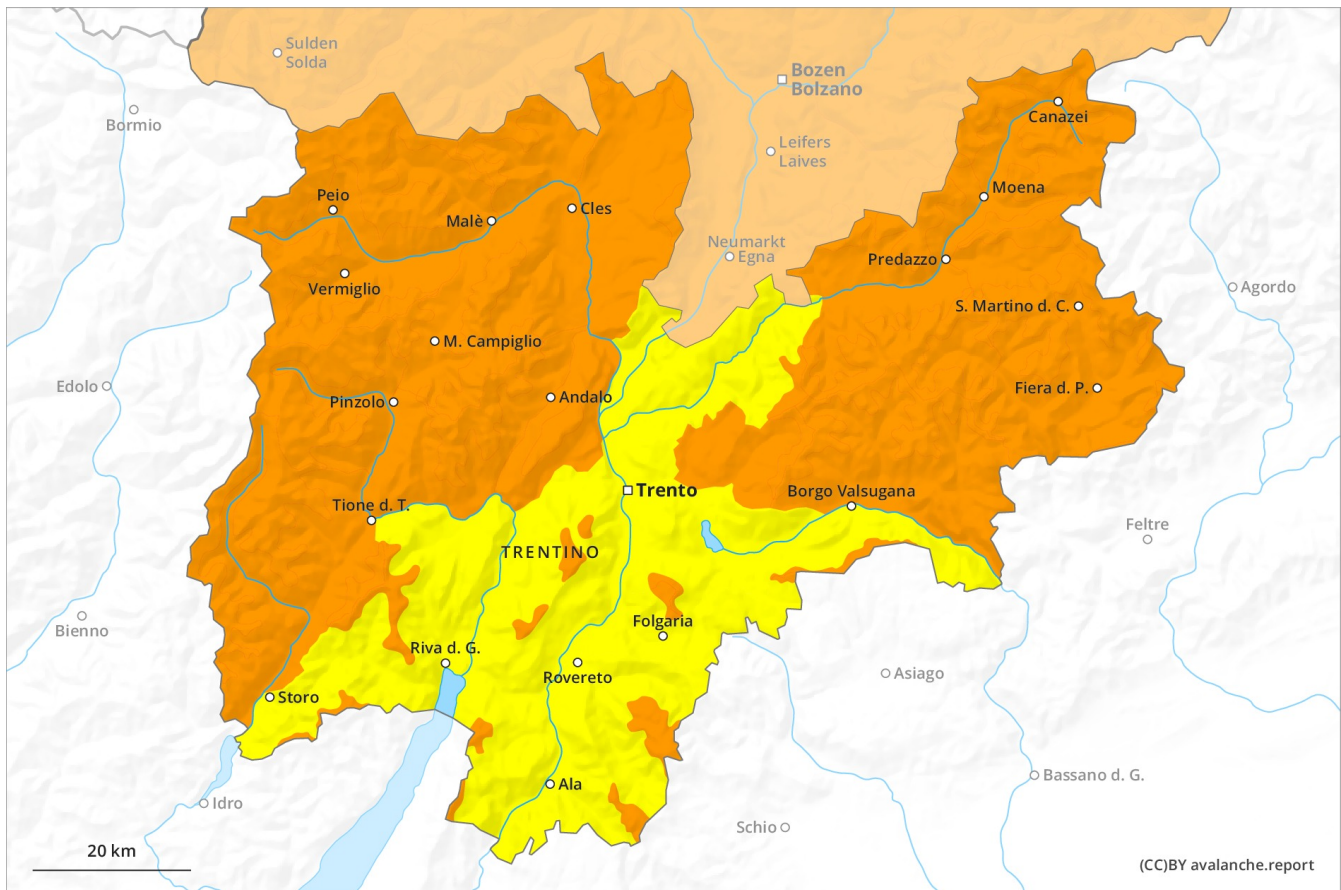 Sulden
Solda
Bozen
Bolzano
Bormio
Canazei
Leifers
Laives
Moena
Peio
Malè
Cles
Neumarkt
Egna
Predazzo
Vermiglio
Agordo
S. Martino d. C.
M. Campiglio
Edolo
Fiera d. P.
Pinzolo
Andalo
Trento
Borgo Valsugana
Tione d. T.
Feltre
TRENTINO
Bienno
Folgaria
Riva d. G.
Rovereto
Asiago
Storo
Bassano d. G.
Ala
Idro
Schio
20 km
(CC)BY avalanche.report